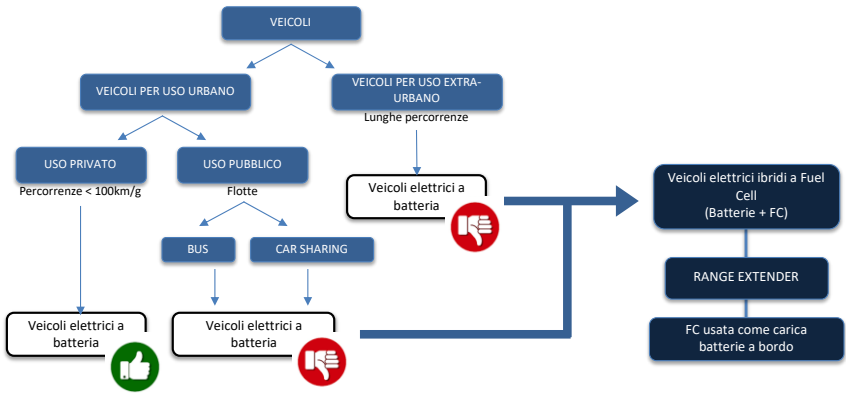 VEICOLI
VEICOLI PER USO URBANO
VEICOLI PER USO EXTRA-
URBANO
Lunghe percorrenze
USO PRIVATO
Percorrenze < 100km/g
USO PUBBLICO
Flotte
Veicoli elettrici a
batteria
BUS
CAR SHARING
Veicoli elettrici a
batteria
Veicoli elettrici a
batteria
Veicoli elettrici ibridi a Fuel
Cell
(Batterie + FC)
RANGE EXTENDER
FC usata come carica
batterie a bordo